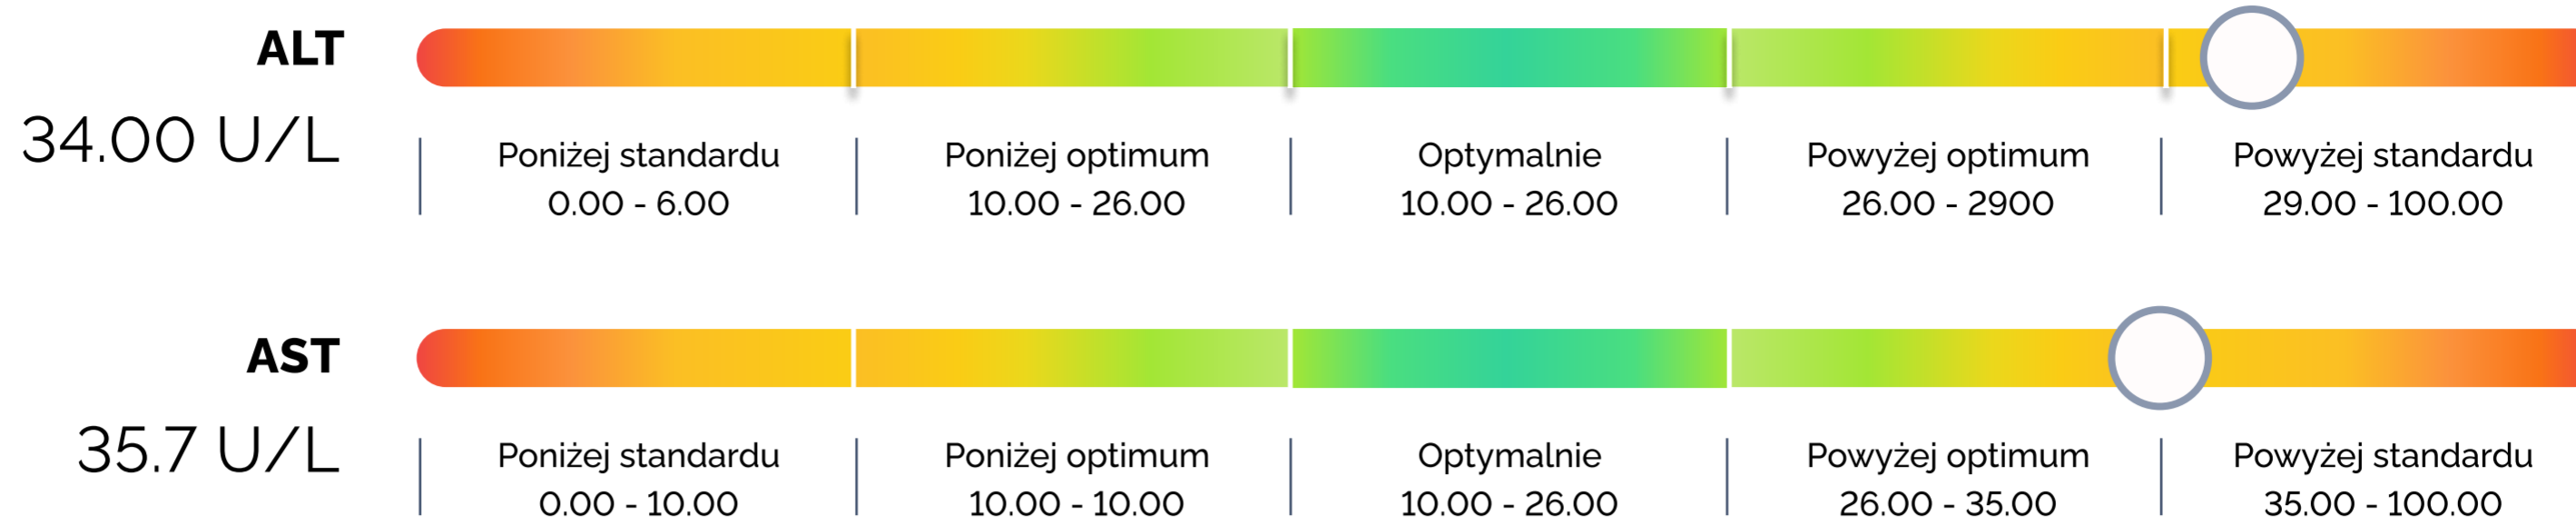 ALT
34.00 U/L
Poniżej standardu
0.00 - 6.00
Poniżej optimum
10.00 - 26.00
Optymalnie
10.00 - 26.00
Powyżej optimum
26.00 - 2900
Powyżej standardu
29.00 - 100.00
AST
35.7 U/L
Poniżej standardu
0.00 - 10.00
Poniżej optimum
10.00 - 10.00
Optymalnie
10.00 - 26.00
Powyżej optimum
26.00 - 35.00
Powyżej standardu
35.00 - 100.00